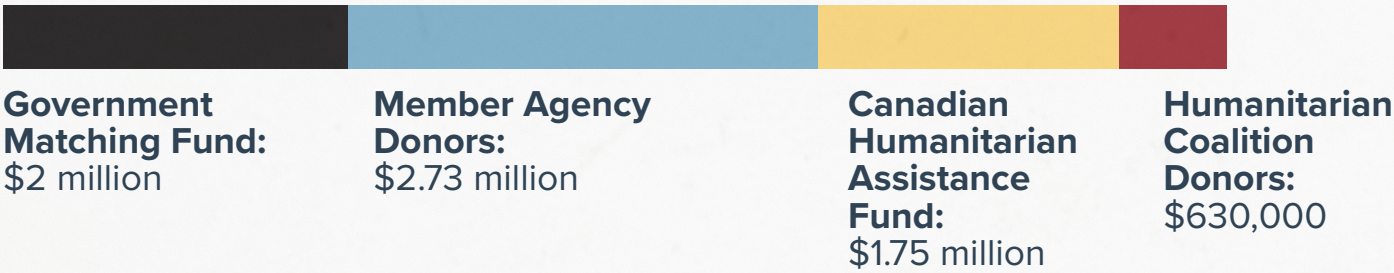 Government
Matching Fund:
$2 million
Member Agency
Donors:
$2.73 million
Canadian
Humanitarian
Assistance
Fund:
$1.75 million
Humanitarian
Coalition
Donors:
$630,000